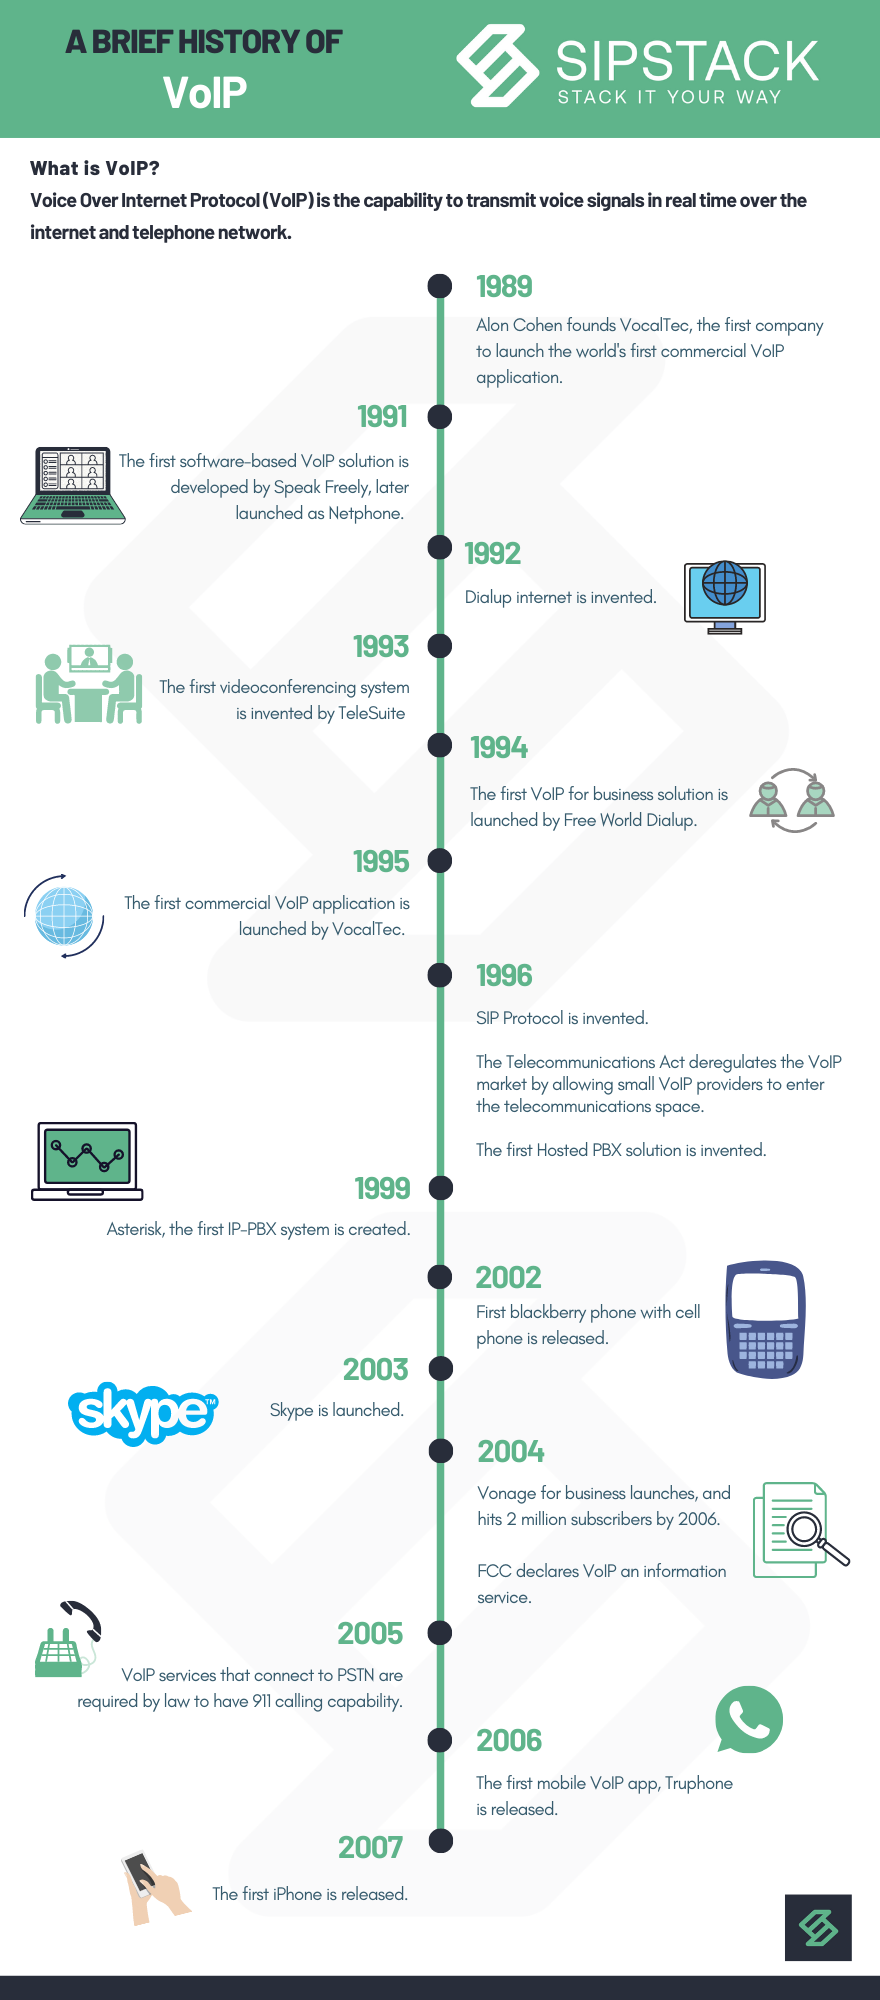 A BRIEF HISTORY OF
VoIP
SIPSTACK
STACK IT YOUR WAY
What is VoIP?
Voice Over Internet Protocol (VoIP) is the capability to transmit voice signals in real time over the
internet and telephone network.
1989
Alon Cohen founds VocalTec, the first company
to launch the world's first commercial VoIP
application.
1991
The first software-based VoIP solution is
developed by Speak Freely, later
launched as Netphone.
1992
Dialup internet is invented.
1993
The first videoconferencing system
is invented by TeleSuite
1994
The first VoIP for business solution is
launched by Free World Dialup.
1995
The first commercial VoIP application is
launched by VocalTec.
1996
SIP Protocol is invented.
The Telecommunications Act deregulates the VoIP
market by allowing small VoIP providers to enter
the telecommunications space.
The first Hosted PBX solution is invented.
1999
Asterisk, the first IP-PBX system is created.
2002
First blackberry phone with cell
phone is released.
2003
skype™
Skype is launched.
2004
Vonage for business launches, and
hits 2 million subscribers by 2006.
FCC declares VoIP an information
service.
2005
VoIP services that connect to PSTN are
required by law to have 911 calling capability.
2006
The first mobile VoIP app, Truphone
is released.
2007
The first iPhone is released.